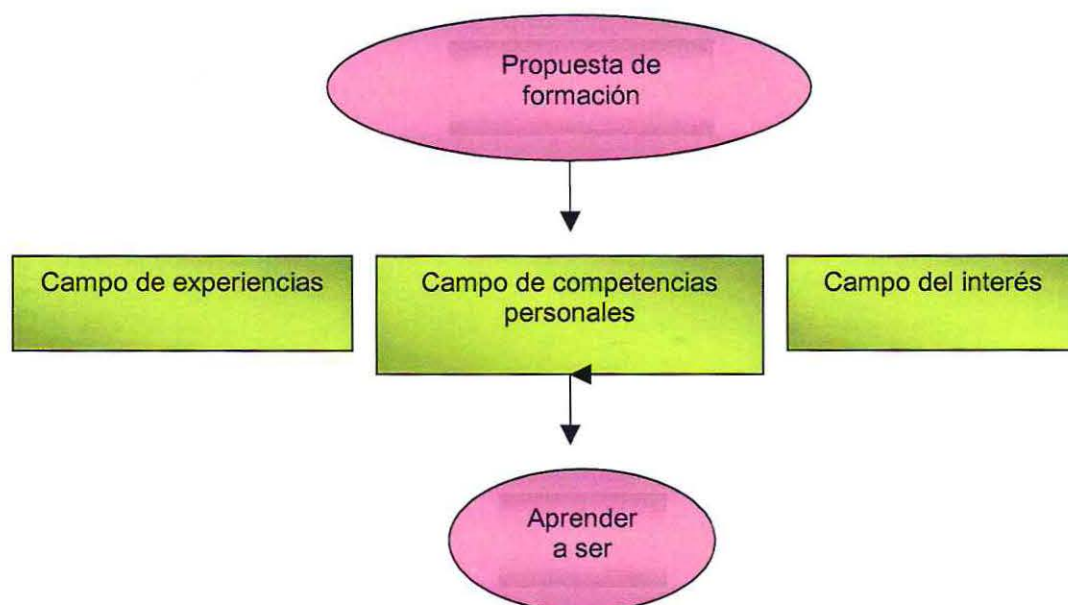 Propuesta de
formación
Campo de experiencias
Campo de competencias
personales
Campo del interés
Aprender
a ser